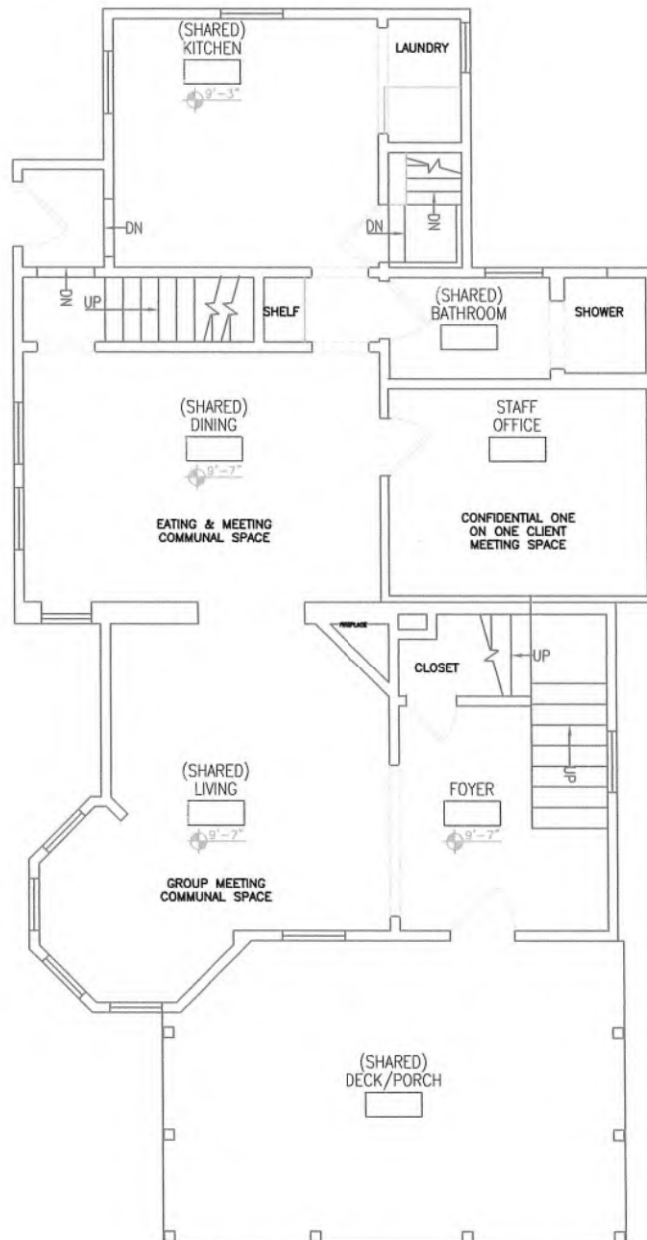 (SHARED)
KITCHEN
9'-3"
LAUNDRY
DN
DN
DN
DN
UP
SHELF
(SHARED)
BATHROOM
SHOWER
(SHARED)
DINING
9'-7"
EATING & MEETING
COMMUNAL SPACE
STAFF
OFFICE
CONFIDENTIAL ONE
ON ONE CLIENT
MEETING SPACE
FIREPLACE
CLOSET
UP
UP
(SHARED)
LIVING
9'-7"
GROUP MEETING
COMMUNAL SPACE
FOYER
9'-7"
(SHARED)
DECK/PORCH